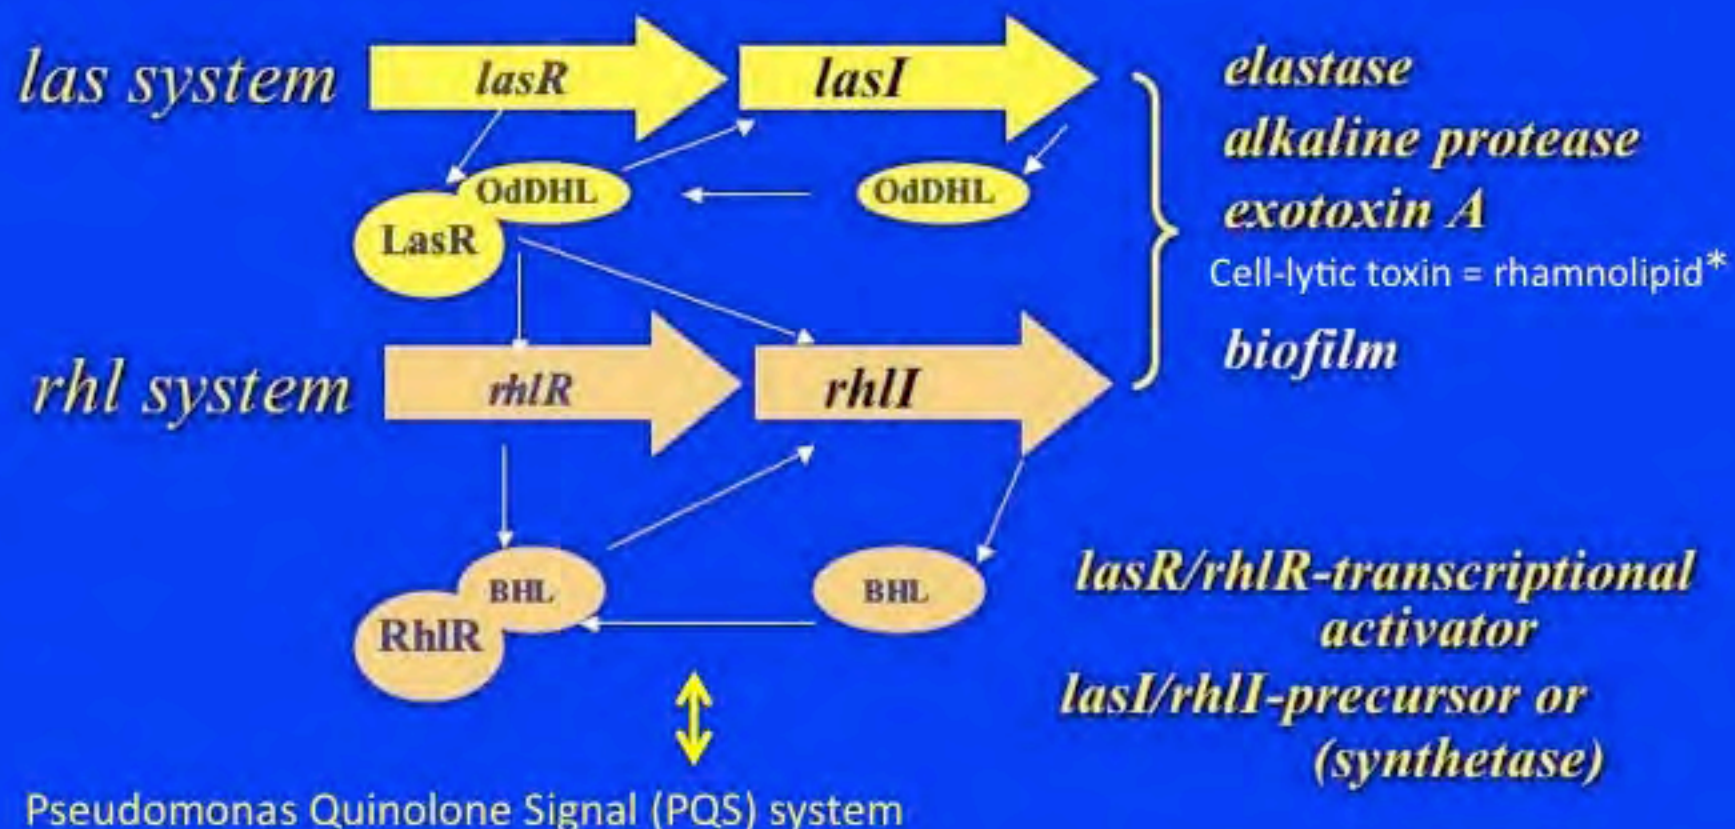 las system
lasR
lasI
OdDHL
OdDHL
LasR
elastase
alkaline protease
exotoxin A
Cell-lytic toxin = rhamnolipid*
biofilm
rhl system
rhlR
rhlI
BHL
BHL
RhlR
lasR/rhlR-transcriptional
activator
lasI/rhlI-precursor or
(synthetase)
Pseudomonas Quinolone Signal (PQS) system